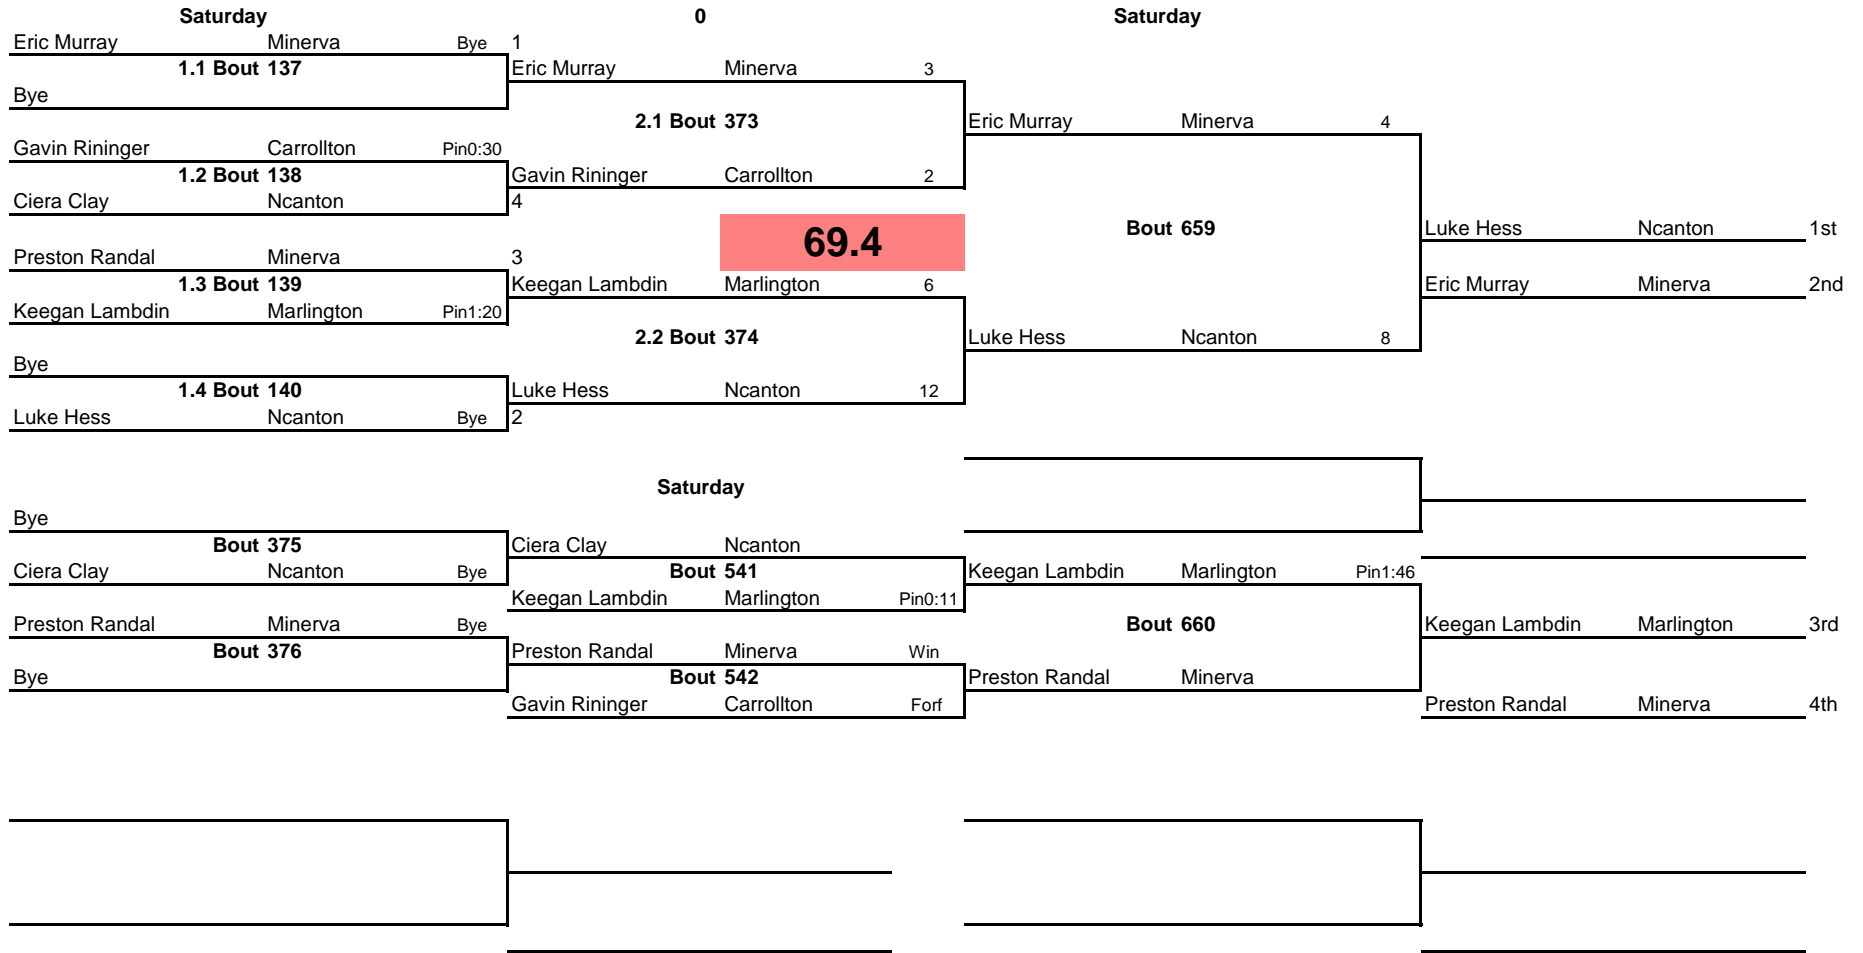 Saturday 0 Saturday
Eric Murray Minerva Bye 1
1.1 Bout 137 Eric Murray Minerva 3
Bye
2.1 Bout 373 Eric Murray Minerva 4
Gavin Rininger Carrollton Pin0:30
1.2 Bout 138 Gavin Rininger Carrollton 2
Ciera Clay Ncanton 4
69.4 Bout 659 Luke Hess Ncanton 1st
Preston Randal Minerva 3
1.3 Bout 139 Keegan Lambdin Marlington 6 Eric Murray Minerva 2nd
Keegan Lambdin Marlington Pin1:20
2.2 Bout 374 Luke Hess Ncanton 8
Bye
1.4 Bout 140 Luke Hess Ncanton 12
Luke Hess Ncanton Bye 2
Saturday
Bye
Bout 375 Ciera Clay Ncanton
Ciera Clay Ncanton Bye Bout 541 Keegan Lambdin Marlington Pin1:46
Keegan Lambdin Marlington Pin0:11
Preston Randal Minerva Bye Bout 660 Keegan Lambdin Marlington 3rd
Bout 376 Preston Randal Minerva Win
Bye Bout 542 Preston Randal Minerva
Gavin Rininger Carrollton Forf Preston Randal Minerva 4th